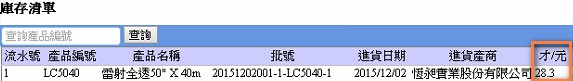 庫存清單
查詢產品編號 查詢
流水號 產品編號 產品名稱 批號 進貨日期 進貨產商 才/元
1 LC5040 雷射全透50" X 40m 20151202001-1-LC5040-1 2015/12/02 恆昶實業股份有限公司 28.3